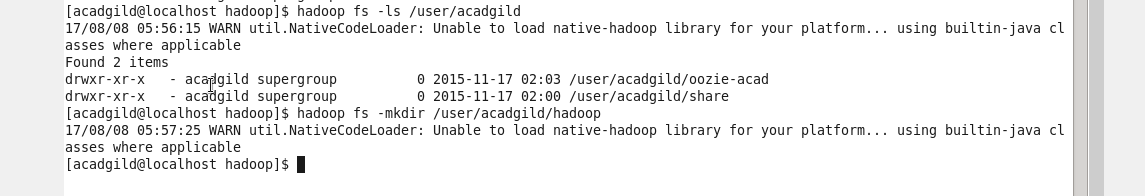 [acadgild@localhost hadoop]$ hadoop fs -ls /user/acadgild
17/08/08 05:56:15 WARN util.NativeCodeLoader: Unable to load native-hadoop library for your platform... using builtin-java cl
asses where applicable
Found 2 items
drwxr-xr-x   - acadgild supergroup          0 2015-11-17 02:03 /user/acadgild/oozie-acad
drwxr-xr-x   - acadgild supergroup          0 2015-11-17 02:00 /user/acadgild/share
[acadgild@localhost hadoop]$ hadoop fs -mkdir /user/acadgild/hadoop
17/08/08 05:57:25 WARN util.NativeCodeLoader: Unable to load native-hadoop library for your platform... using builtin-java cl
asses where applicable
[acadgild@localhost hadoop]$